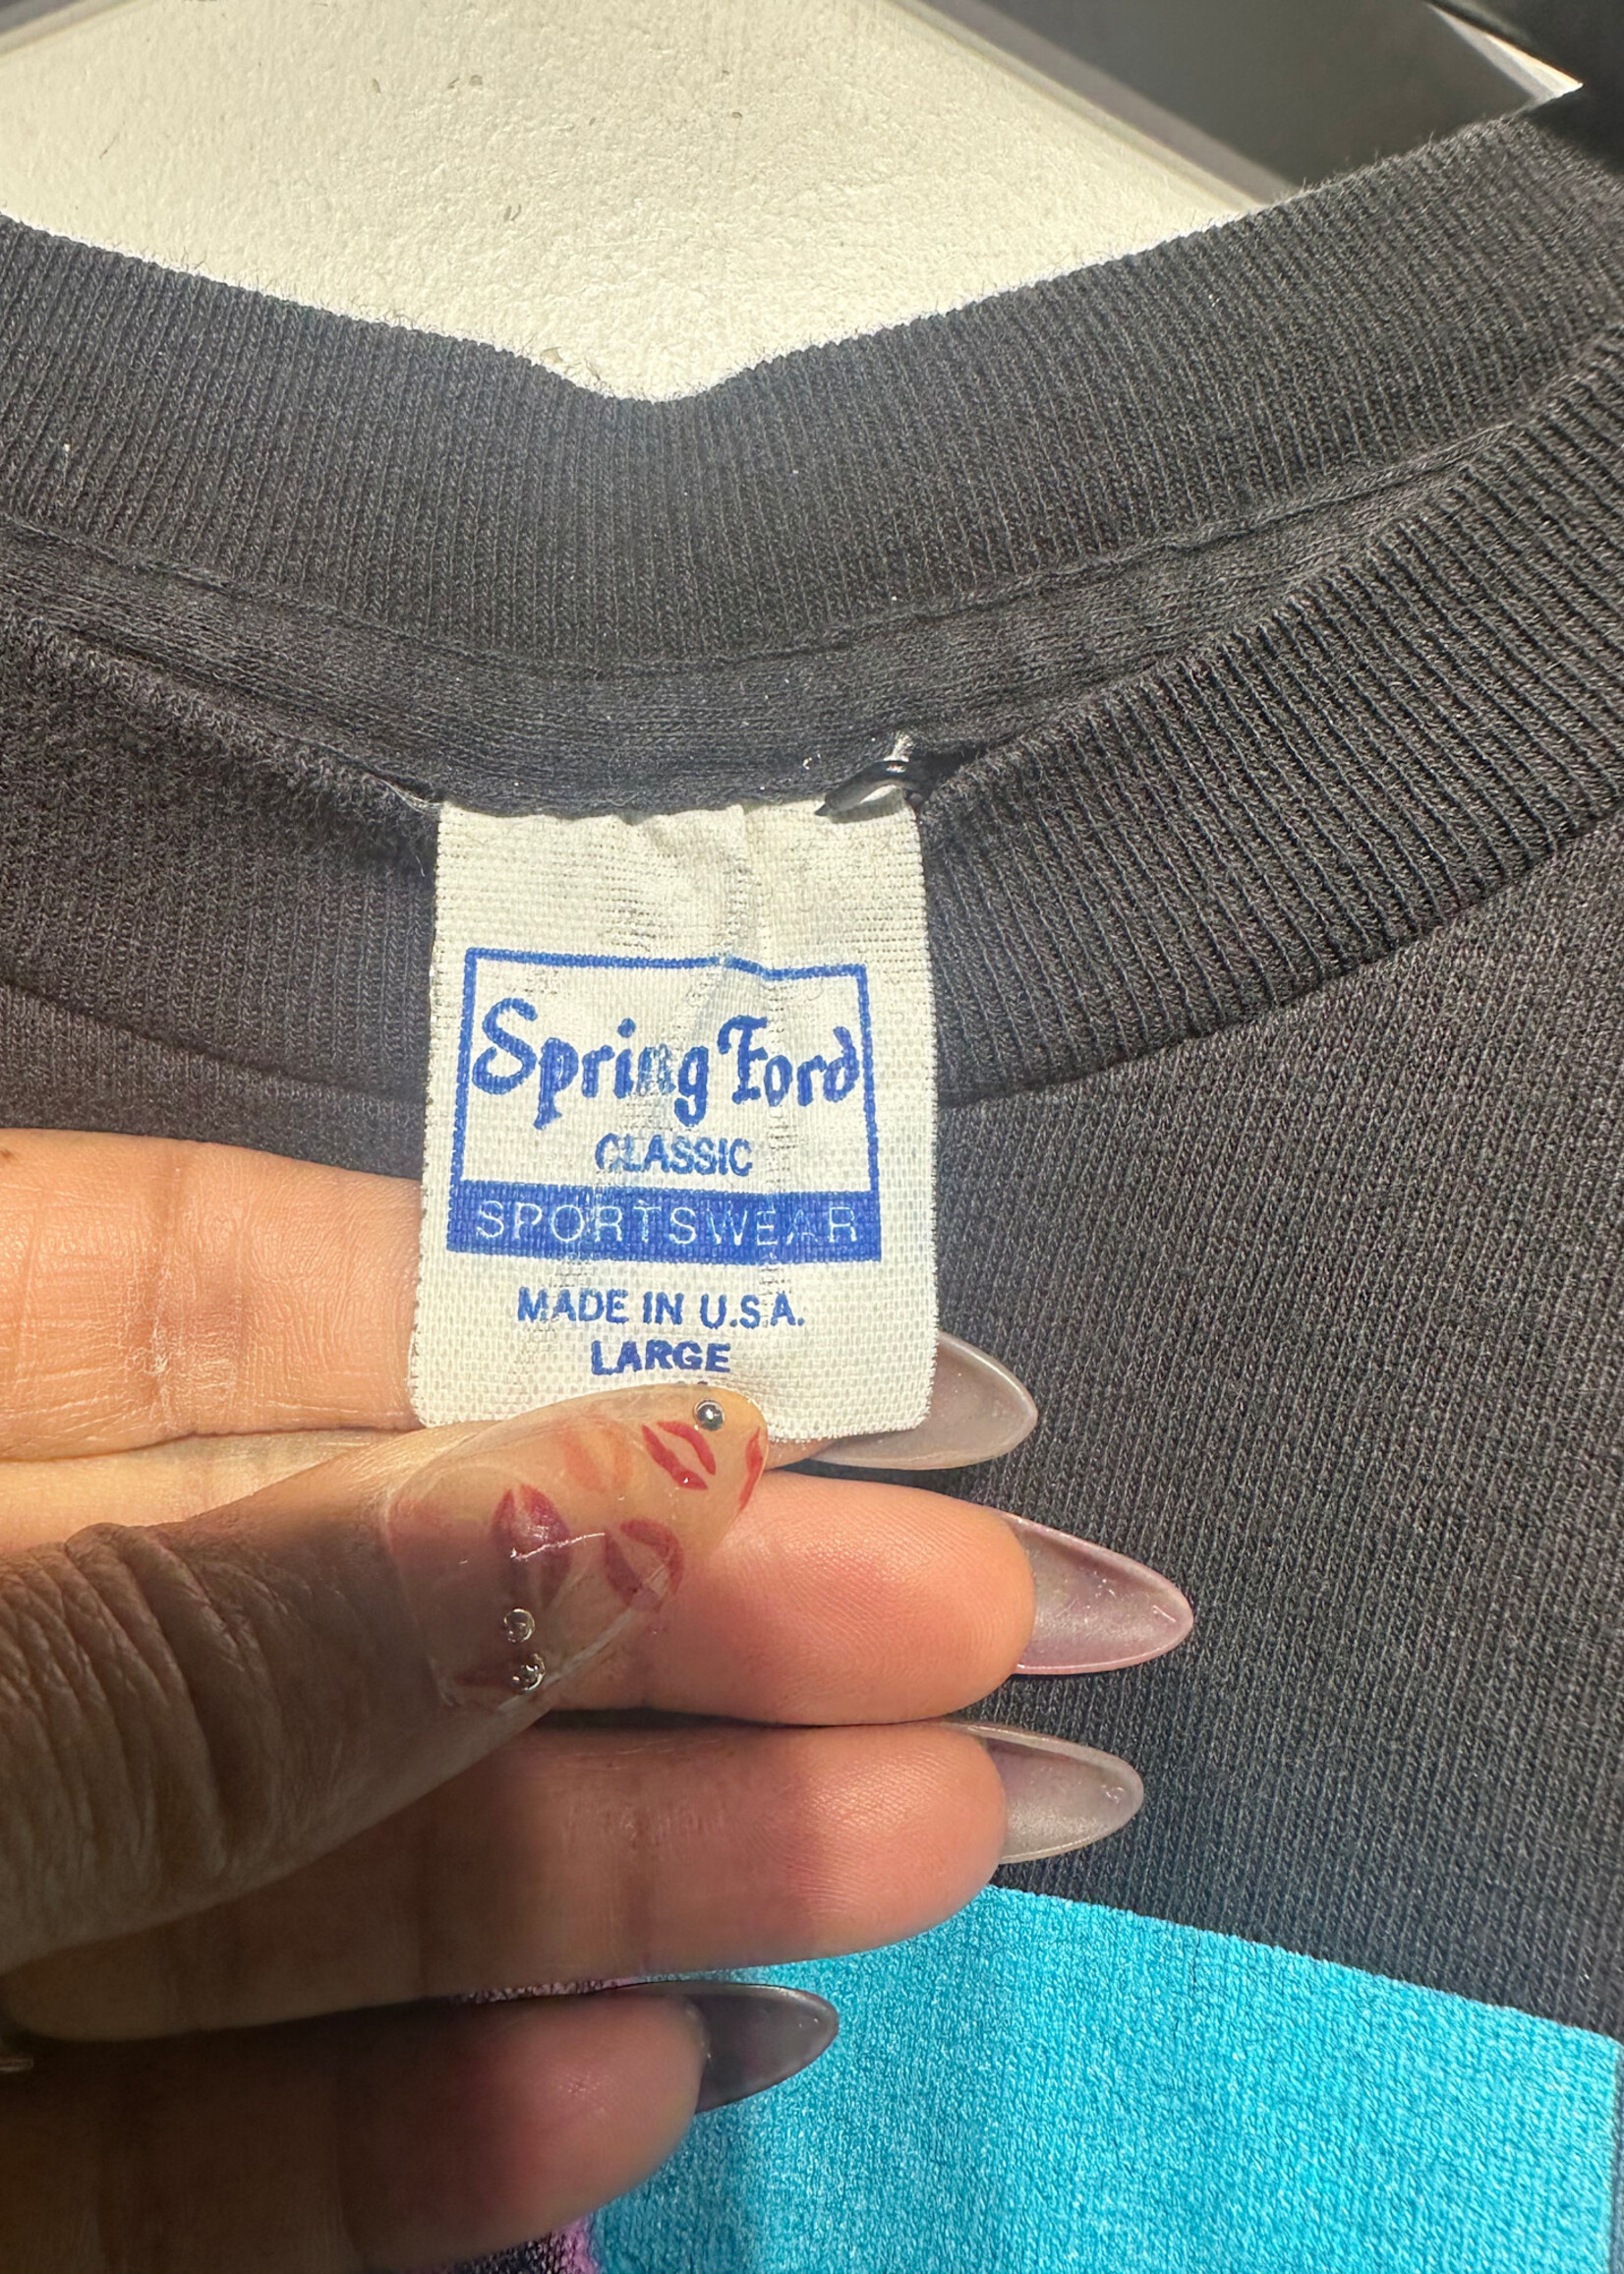 Spring Ford
CLASSIC
SPORTSWEAR
MADE IN U.S.A.
LARGE